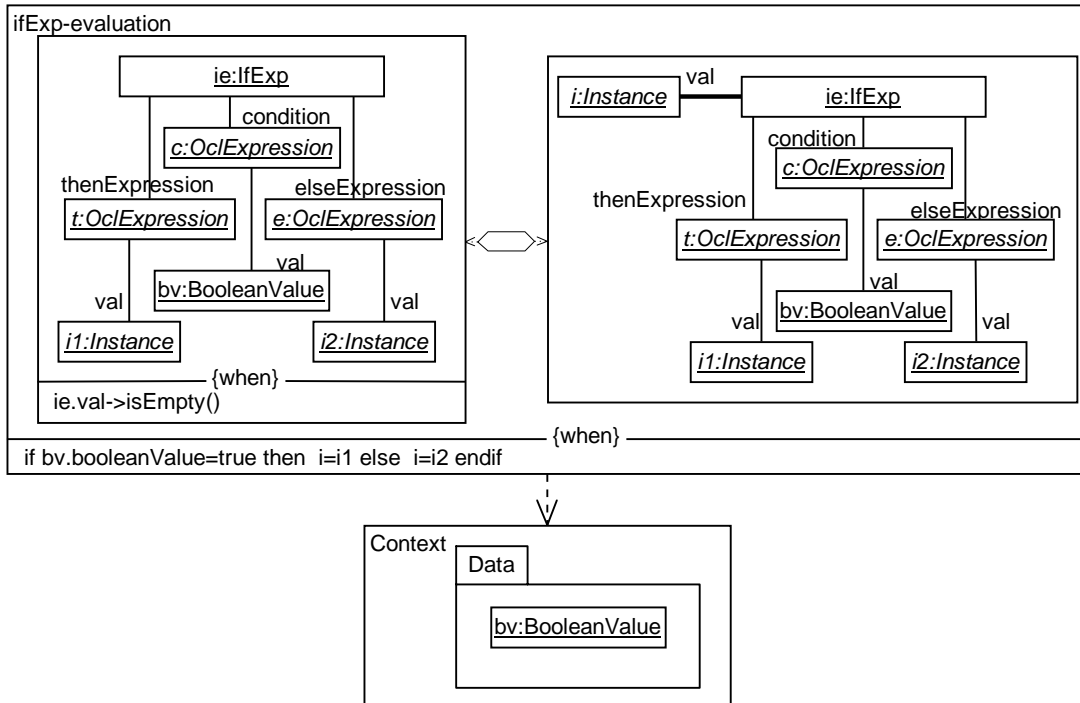 ifExp-evaluation
ie:IfExp
condition
c:OclExpression
thenExpression
elseExpression
t:OclExpression
e:OclExpression
val
bv:BooleanValue
val
val
i1:Instance
i2:Instance
{when}
ie.val->isEmpty()
val
i:Instance
ie:IfExp
condition
c:OclExpression
thenExpression
elseExpression
t:OclExpression
e:OclExpression
val
bv:BooleanValue
val
val
i1:Instance
i2:Instance
{when}
if bv.booleanValue=true then i=i1 else i=i2 endif
Context
Data
bv:BooleanValue